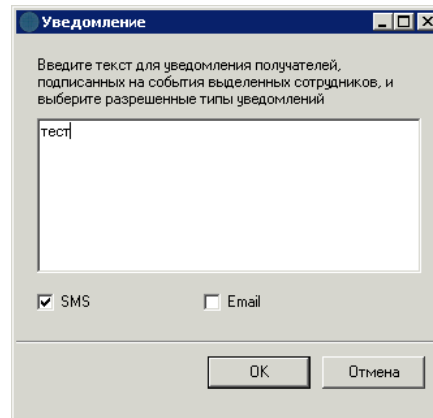 Уведомление
Введите текст для уведомления получателей,
подписанных на события выделенных сотрудников, и
выберите разрешенные типы уведомлений
тест
SMS Email
OK Отмена